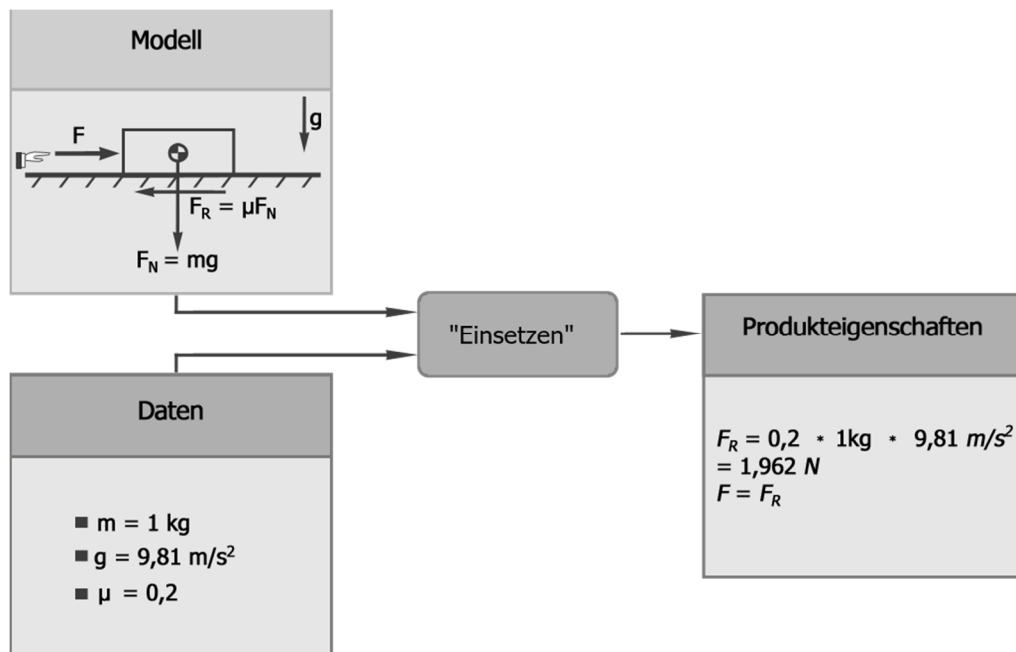 Modell
F
g
F_R = µF_N
F_N = mg
"Einsetzen"
Produkteigenschaften
F_R = 0,2 * 1kg * 9,81 m/s²
= 1,962 N
F = F_R
Daten
m = 1 kg
g = 9,81 m/s²
µ = 0,2